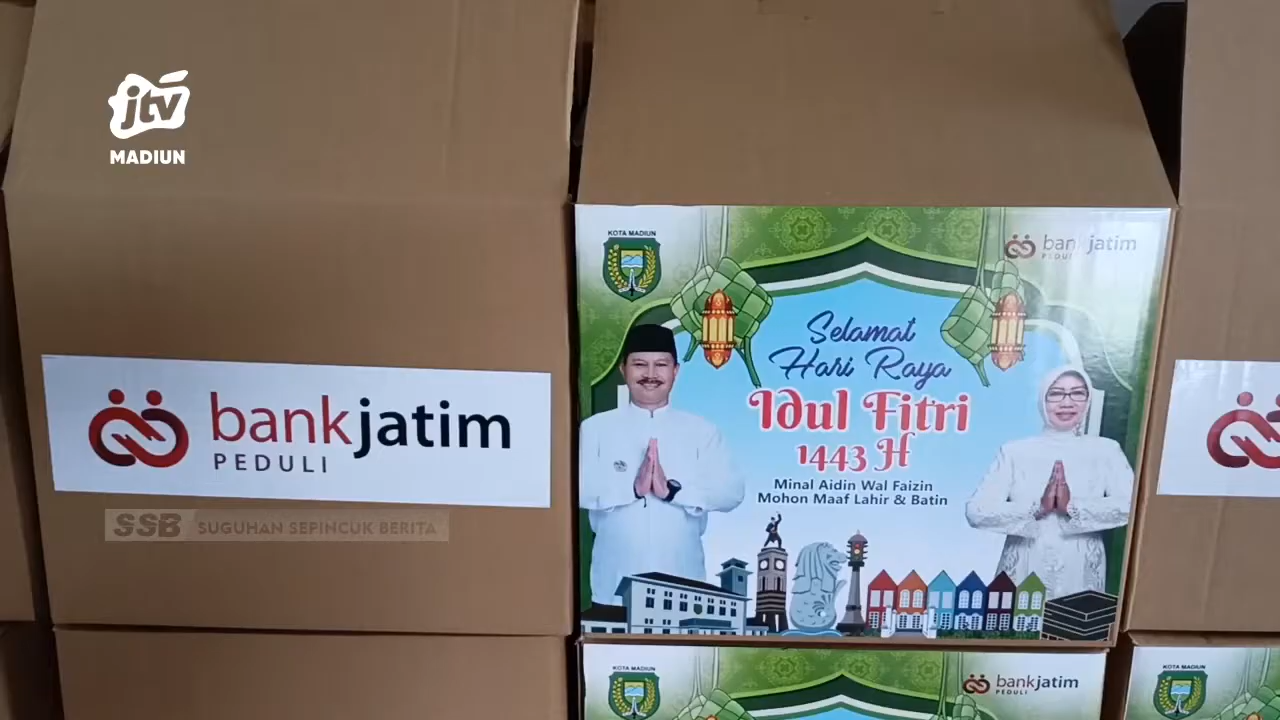 jtv
MADIUN
bankjatim
PEDULI
SSB SUGUHAN SEPINCUK BERITA
KOTA MADIUN
bankjatim
PEDULI
Selamat
Hari Raya
Idul Fitri
1443 H
Minal Aidin Wal Faizin
Mohon Maaf Lahir & Batin
KOTA MADIUN
bankjatim
PEDULI
KOTA MADIUN